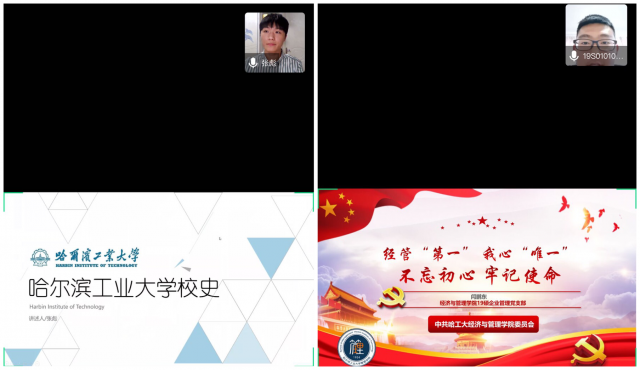 张彪
哈尔滨工业大学
HARBIN INSTITUTE OF TECHNOLOGY
哈尔滨工业大学校史
Harbin Institute of Technology
讲述人/张彪
19S01010...
经管“第一” 我心“唯一”
不忘初心 牢记使命
经济与管理学院19硕企业管理党支部
中共哈工大经济与管理学院委员会